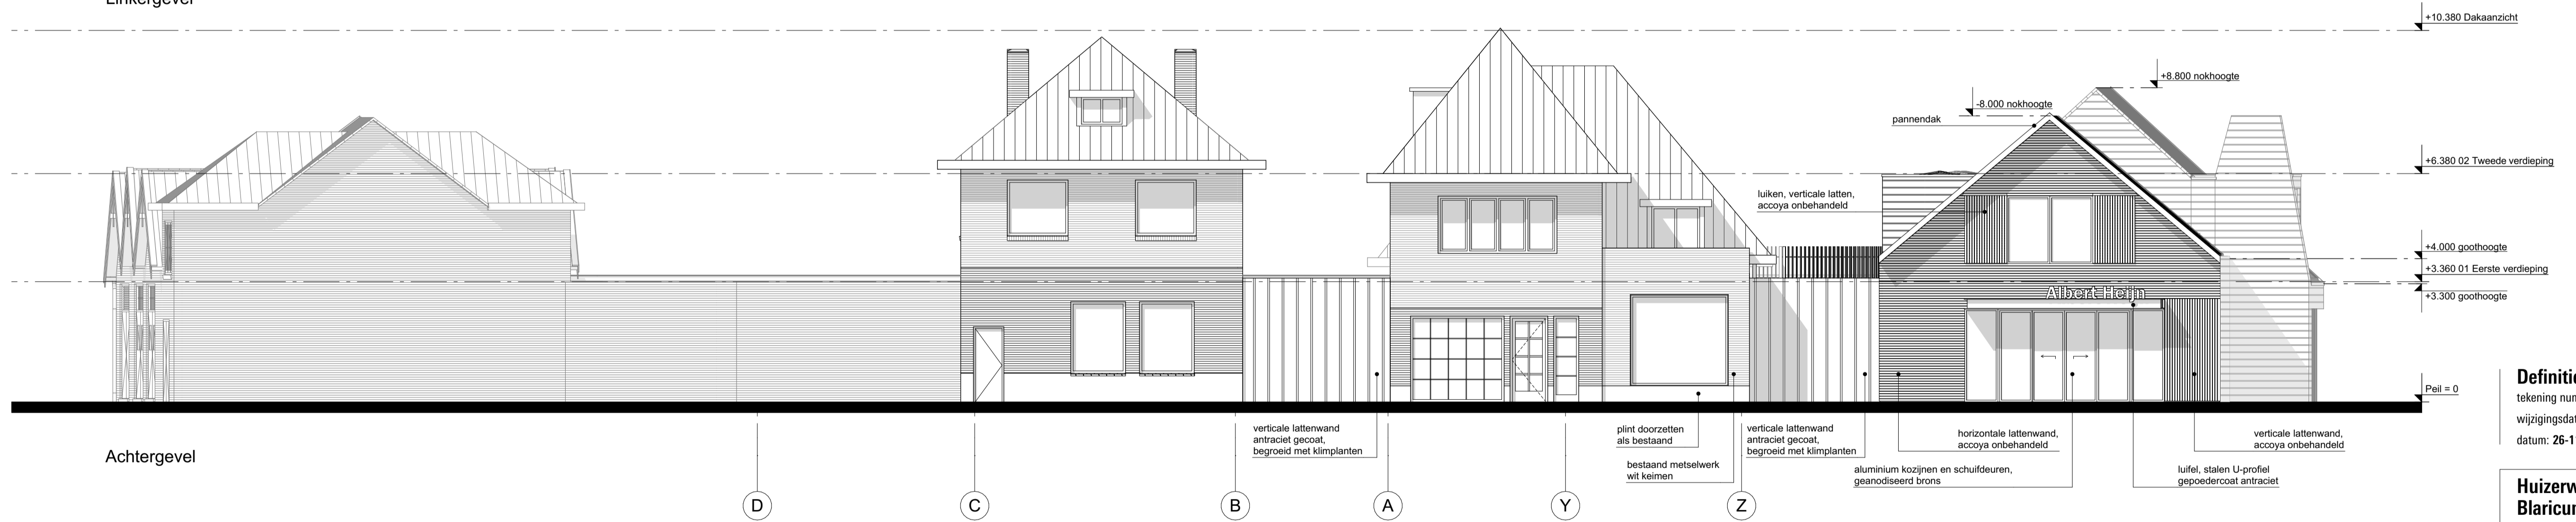 Linkergevel
+10.380 Dakaanzicht
+8.800 nokhoogte
-8.000 nokhoogte
pannendak
+6.380 02 Tweede verdieping
luiken, verticale latten,
accoya onbehandeld
+4.000 goothoogte
+3.360 01 Eerste verdieping
+3.300 goothoogte
Albert Heijn
Peil = 0
Achtergevel
verticale lattenwand
antraciet gecoat,
begroeid met klimplanten
plint doorzetten
als bestaand
bestaand metselwerk
wit keimen
verticale lattenwand
antraciet gecoat,
begroeid met klimplanten
horizontale lattenwand,
accoya onbehandeld
aluminium kozijnen en schuifdeuren,
geanodiseerd brons
verticale lattenwand,
accoya onbehandeld
luifel, stalen U-profiel
gepoedercoat antraciet
D
C
B
A
Y
Z
Definitie
tekening num
wijzigingsdat
datum: 26-1
Huizerw
Blaricu